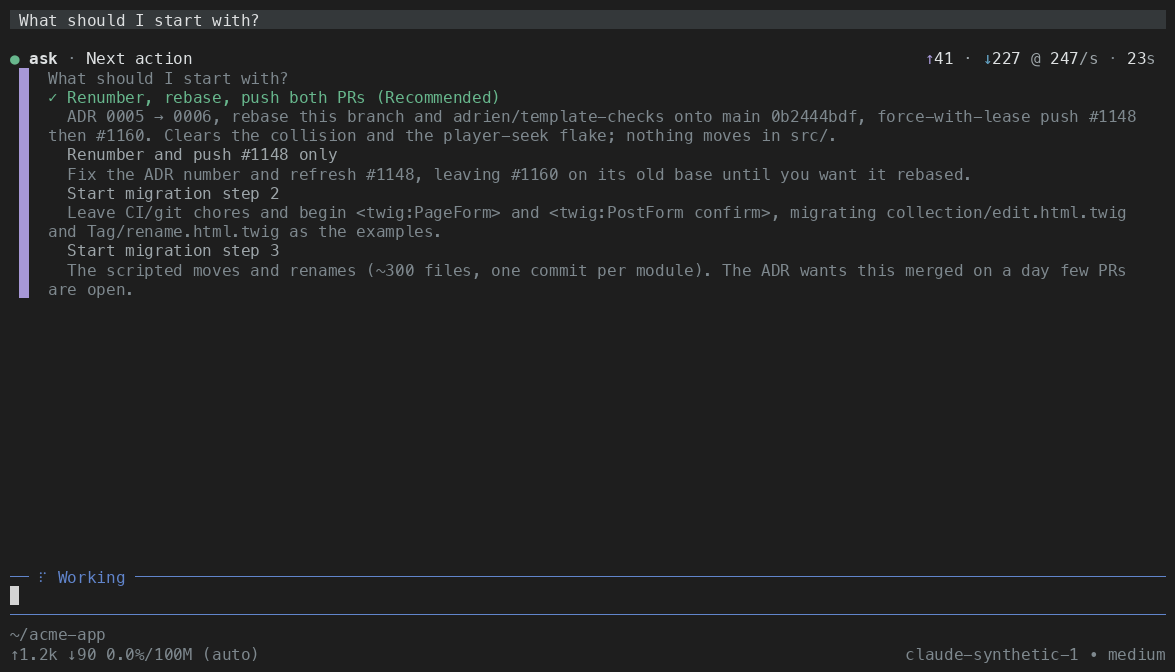 What should I start with?
● ask · Next action ↑41 · ↓227 @ 247/s · 23s
What should I start with?
✓ Renumber, rebase, push both PRs (Recommended)
ADR 0005 → 0006, rebase this branch and adrien/template-checks onto main 0b2444bdf, force-with-lease push #1148
then #1160. Clears the collision and the player-seek flake; nothing moves in src/.
Renumber and push #1148 only
Fix the ADR number and refresh #1148, leaving #1160 on its old base until you want it rebased.
Start migration step 2
Leave CI/git chores and begin <twig:PageForm> and <twig:PostForm confirm>, migrating collection/edit.html.twig
and Tag/rename.html.twig as the examples.
Start migration step 3
The scripted moves and renames (~300 files, one commit per module). The ADR wants this merged on a day few PRs
are open.
Working
~/acme-app
↑1.2k ↓90 0.0%/100M (auto) claude-synthetic-1 • medium